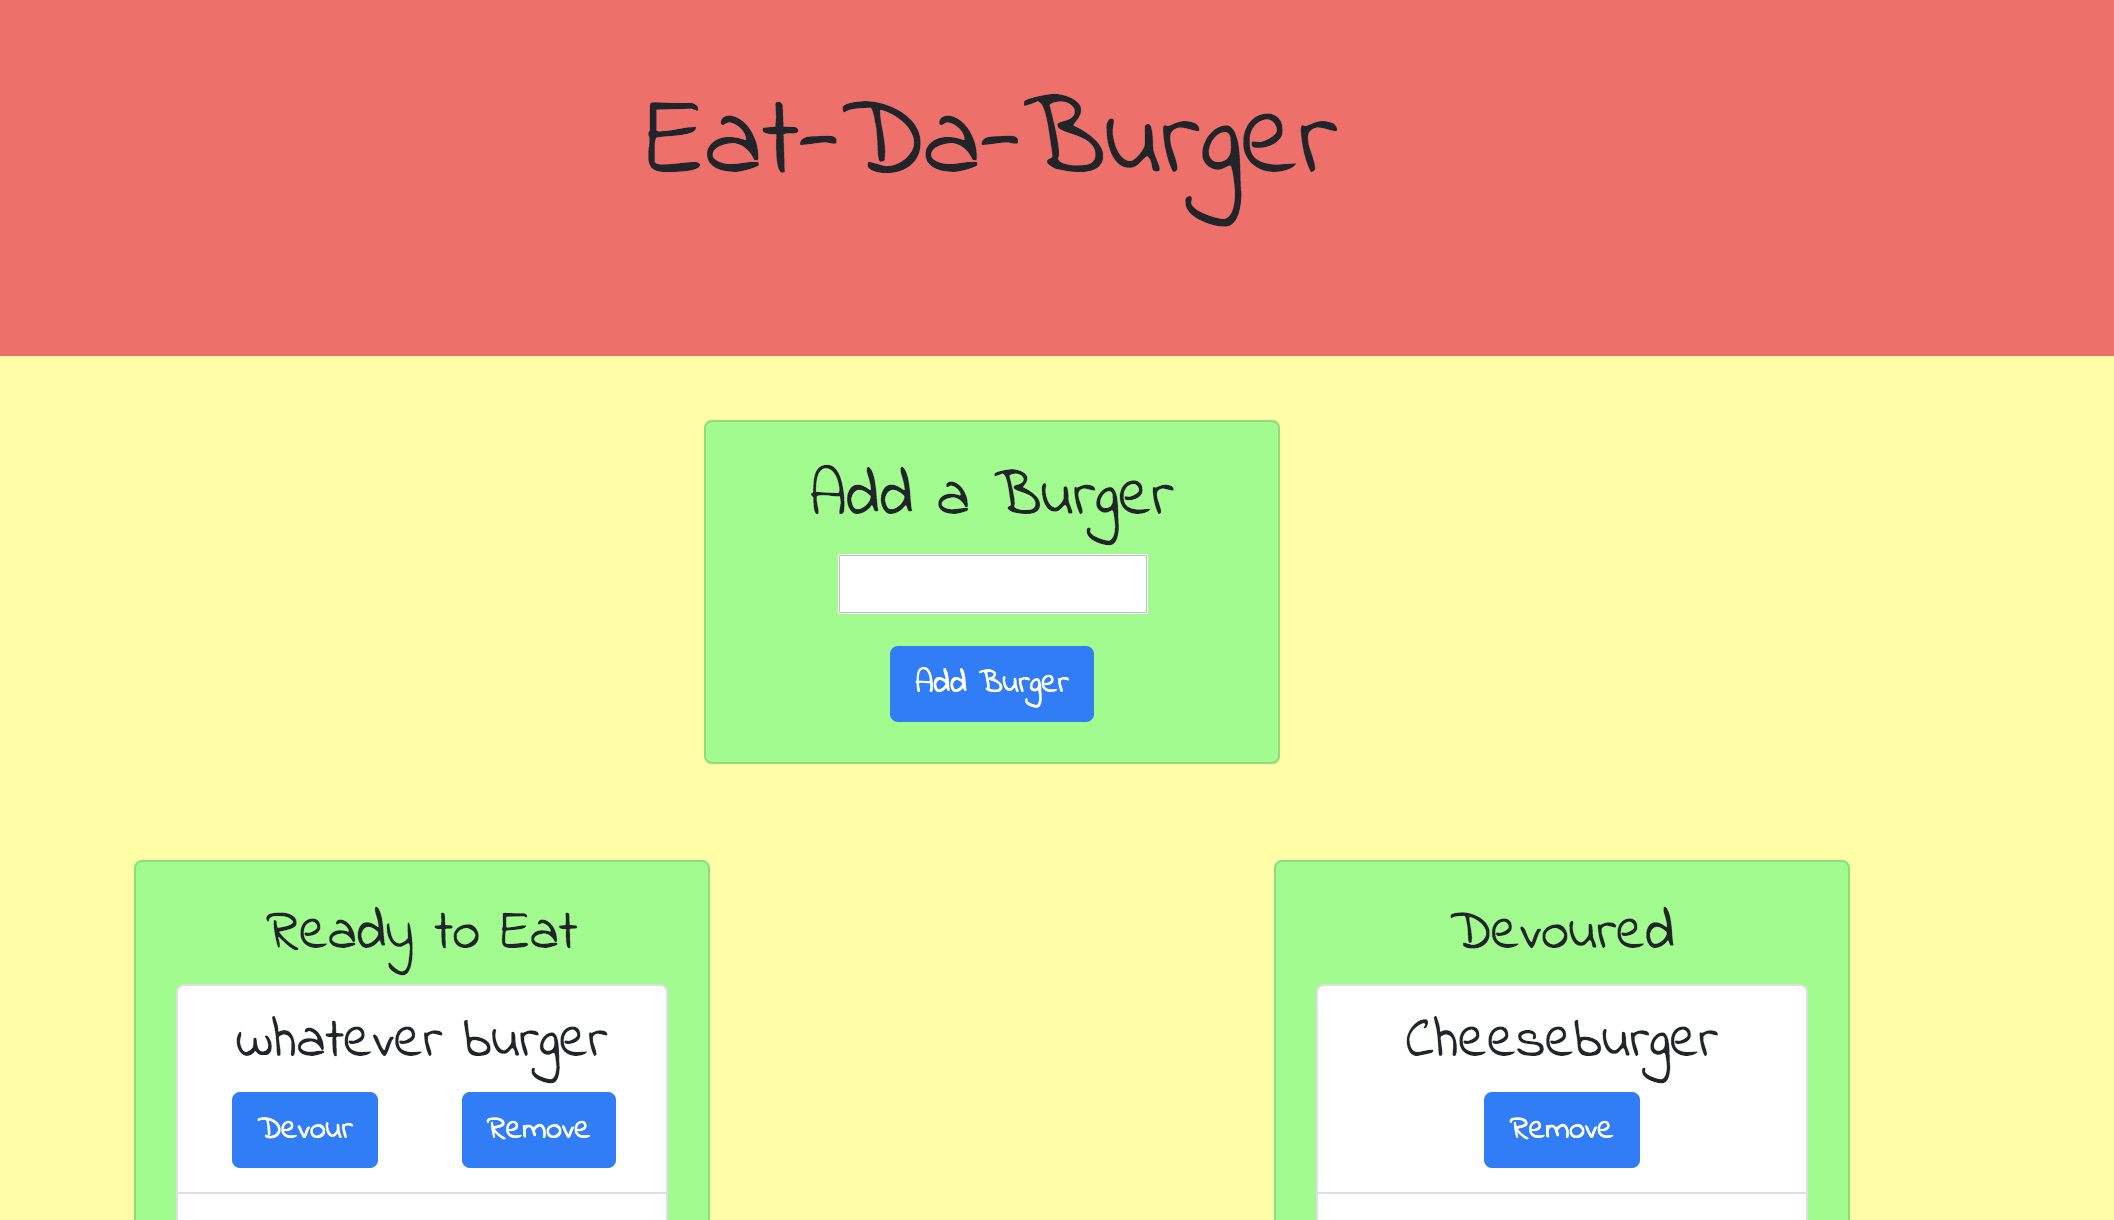 Eat-Da-Burger
Add a Burger
Add Burger
Ready to Eat
whatever burger
Devour
Remove
Devoured
Cheeseburger
Remove